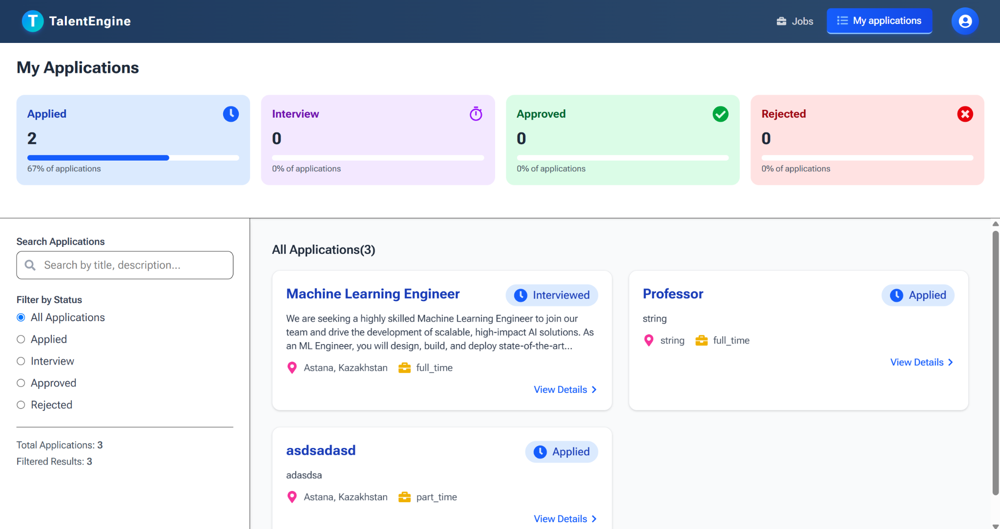 T TalentEngine
Jobs
My applications
My Applications
Applied
2
67% of applications
Interview
0
0% of applications
Approved
0
0% of applications
Rejected
0
0% of applications
Search Applications
Search by title, description...
Filter by Status
All Applications
Applied
Interview
Approved
Rejected
Total Applications: 3
Filtered Results: 3
All Applications(3)
Machine Learning Engineer
Interviewed
We are seeking a highly skilled Machine Learning Engineer to join our
team and drive the development of scalable, high-impact AI solutions. As
an ML Engineer, you will design, build, and deploy state-of-the-art...
Astana, Kazakhstan
full_time
View Details
Professor
Applied
string
string
full_time
View Details
asdsadasd
Applied
adasdsa
Astana, Kazakhstan
part_time
View Details